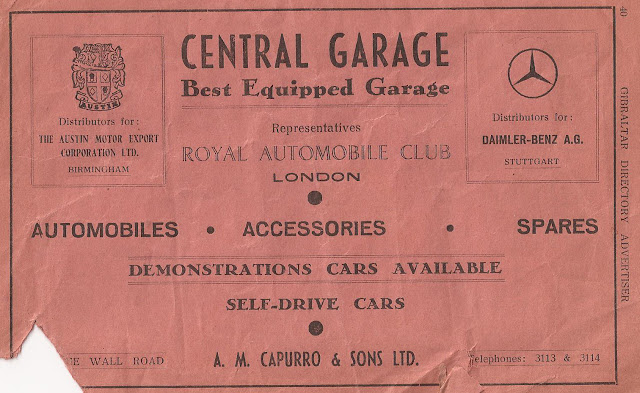 CENTRAL GARAGE
Best Equipped Garage
AUSTIN
Distributors for:
THE AUSTIN MOTOR EXPORT
CORPORATION LTD.
BIRMINGHAM
Representatives
ROYAL AUTOMOBILE CLUB
LONDON
Distributors for:
DAIMLER-BENZ A.G.
STUTTGART
AUTOMOBILES • ACCESSORIES • SPARES
DEMONSTRATIONS CARS AVAILABLE
SELF-DRIVE CARS
WALL ROAD
A. M. CAPURRO & SONS LTD.
Telephones: 3113 & 3114
40
GIBRALTAR DIRECTORY ADVERTISER